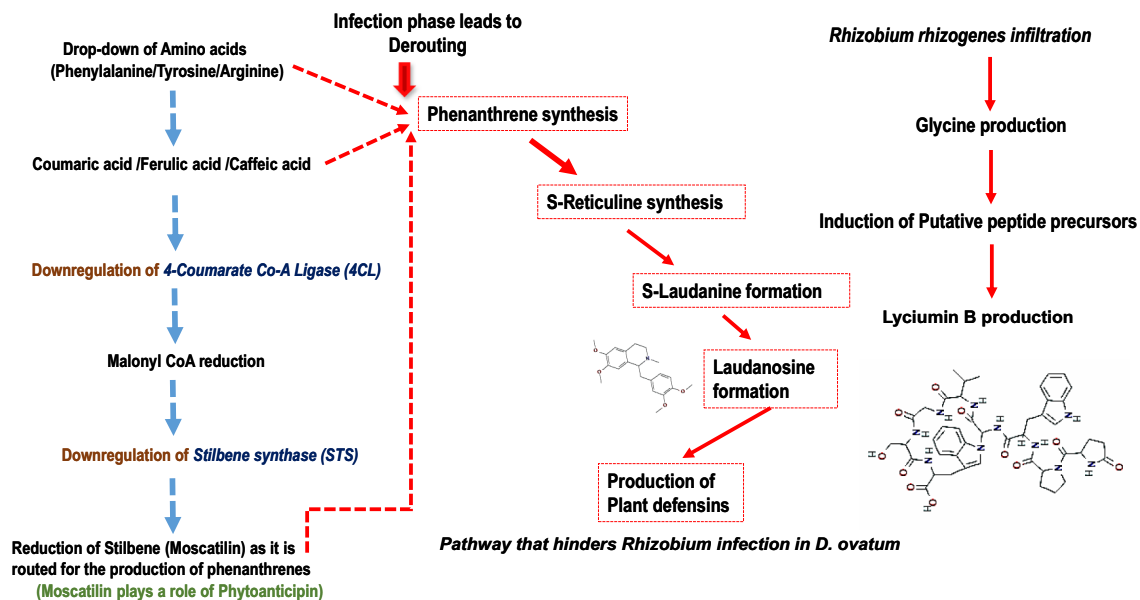 Drop-down of Amino acids
(Phenylalanine/Tyrosine/Arginine)
Coumaric acid /Ferulic acid /Caffeic acid
Downregulation of 4-Coumarate Co-A Ligase (4CL)
Malonyl CoA reduction
Downregulation of Stilbene synthase (STS)
Reduction of Stilbene (Moscatilin) as it is
routed for the production of phenanthrenes
(Moscatilin plays a role of Phytoanticipin)
Infection phase leads to
Derouting
Phenanthrene synthesis
S-Reticuline synthesis
S-Laudanine formation
Laudanosine
formation
Production of
Plant defensins
Pathway that hinders Rhizobium infection in D. ovatum
Rhizobium rhizogenes infiltration
Glycine production
Induction of Putative peptide precursors
Lyciumin B production